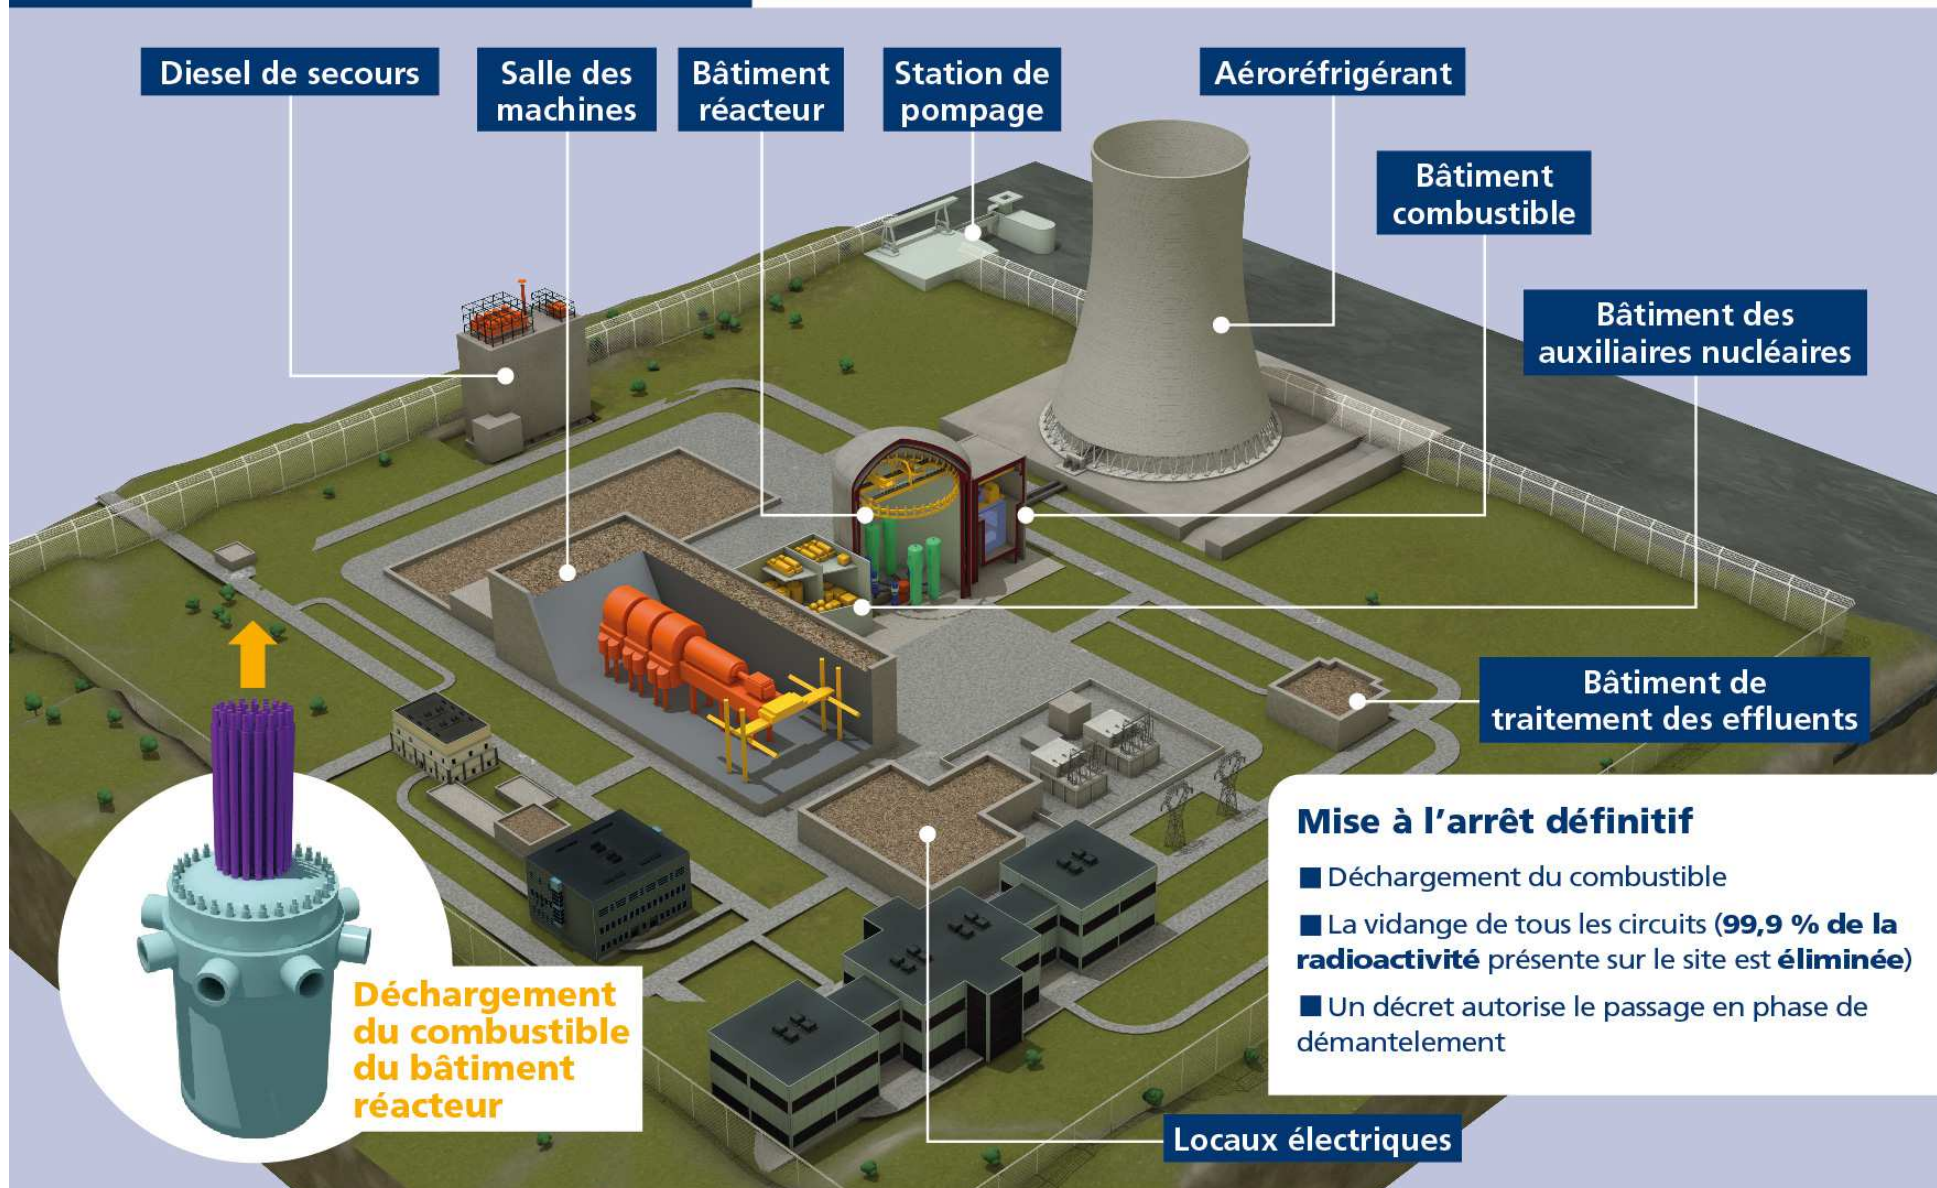 Diesel de secours
Salle des
machines
Bâtiment
réacteur
Station de
pompage
Aéroréfrigérant
Bâtiment
combustible
Bâtiment des
auxiliaires nucléaires
Bâtiment de
traitement des effluents
Mise à l’arrêt définitif
■ Déchargement du combustible
■ La vidange de tous les circuits (99,9 % de la
radioactivité présente sur le site est éliminée)
■ Un décret autorise le passage en phase de
démantelement
Déchargement
du combustible
du bâtiment
réacteur
Locaux électriques